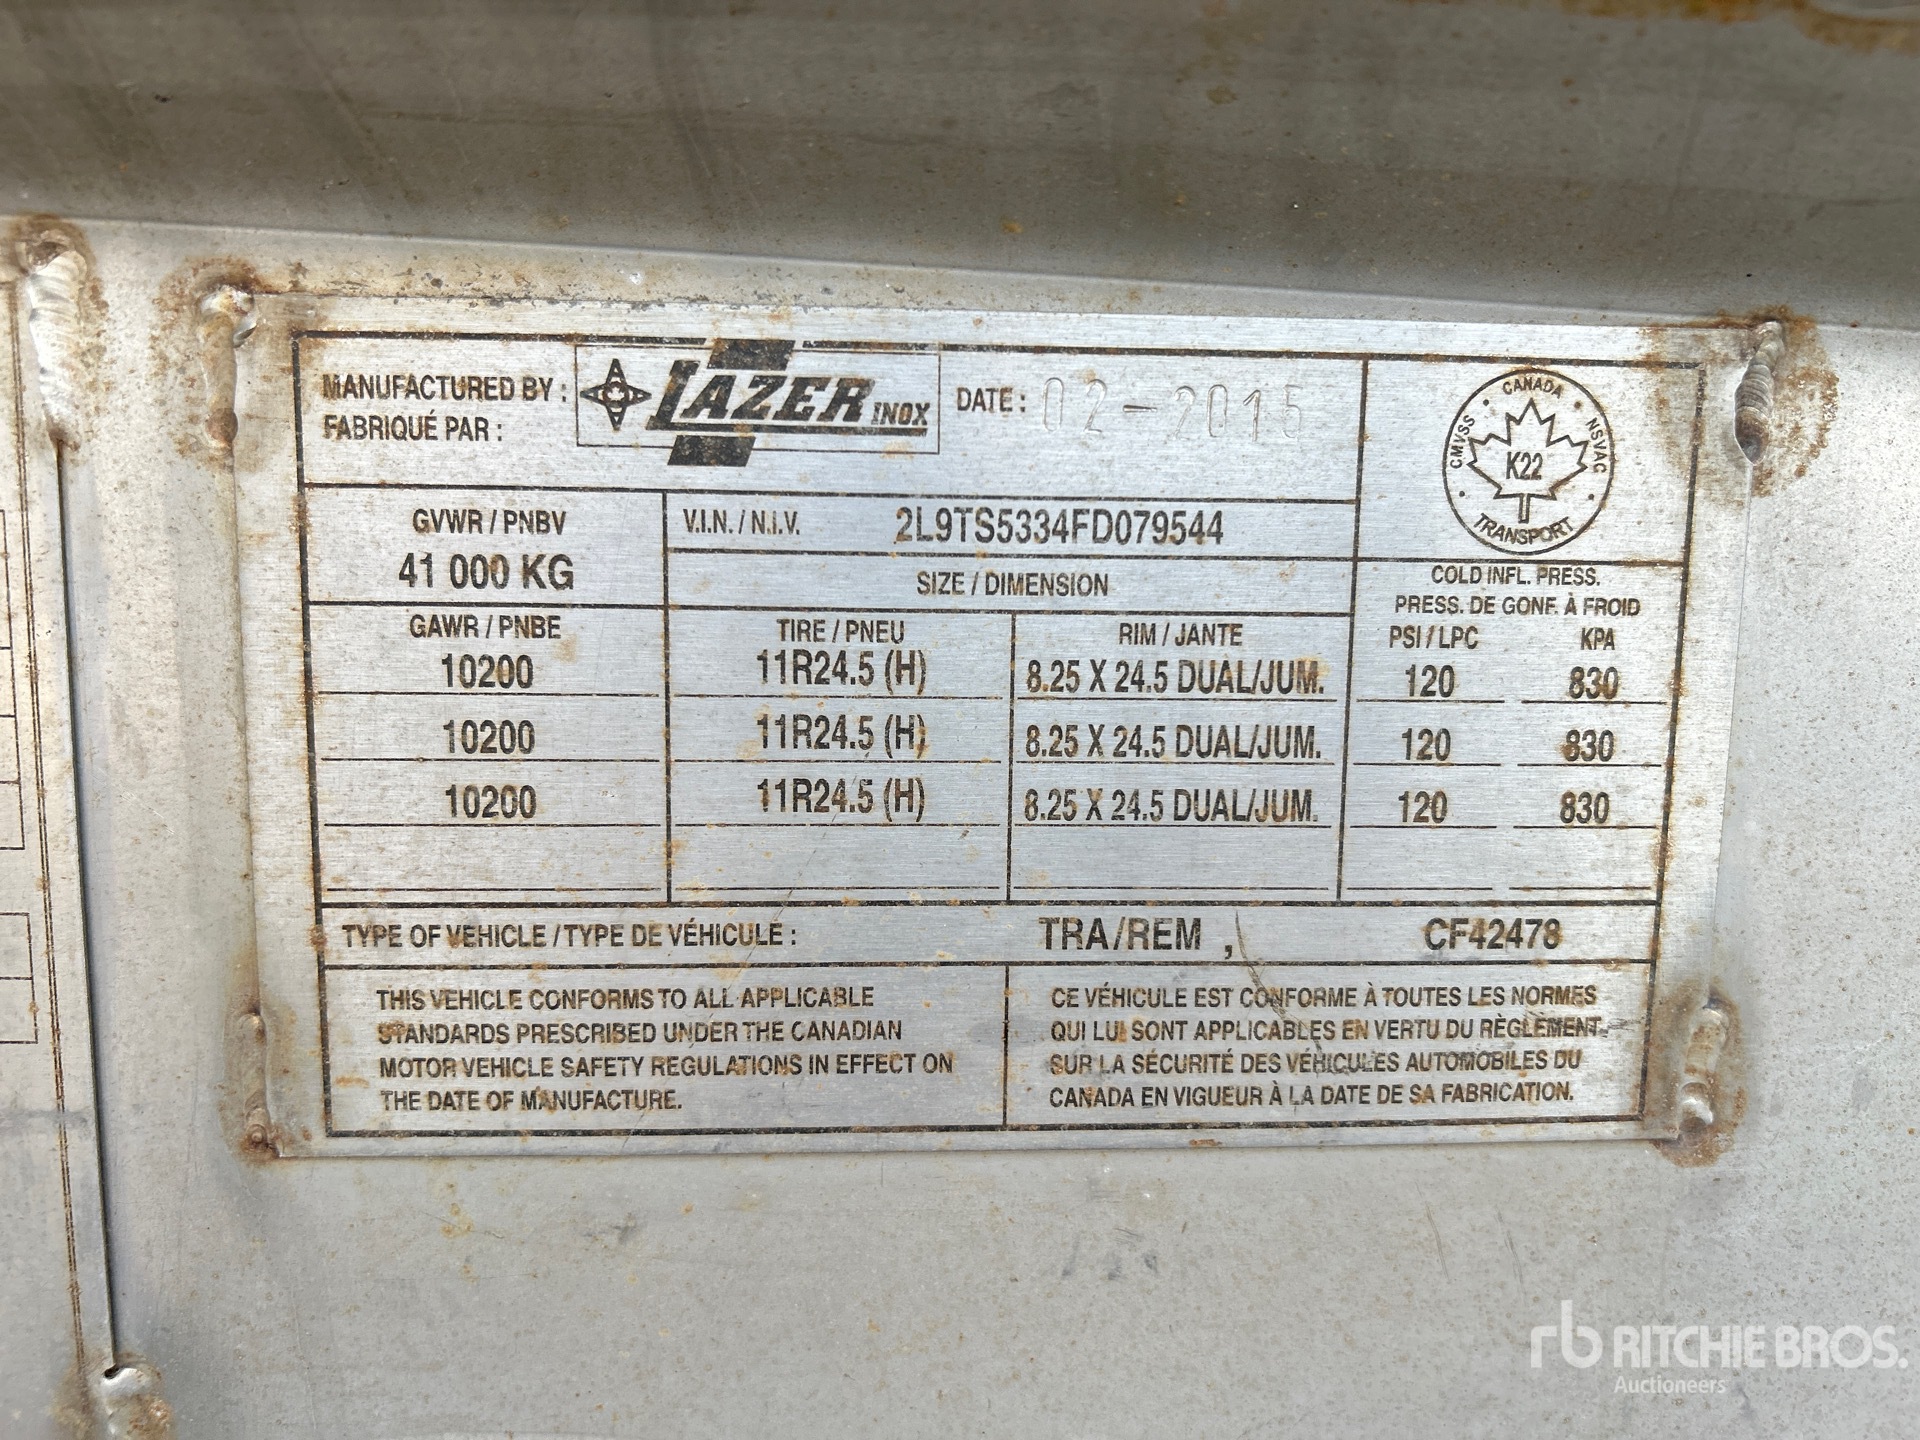 MANUFACTURED BY :
FABRIQUÉ PAR :
LAZER INOX
DATE : 02-2015
CANADA
CMVSS
NSVAC
K22
TRANSPORT
GVWR / PNBV
41 000 KG
V.I.N. / N.I.V. 2L9TS5334FD079544
SIZE / DIMENSION
COLD INFL. PRESS.
PRESS. DE GONF. À FROID
GAWR / PNBE TIRE / PNEU RIM / JANTE PSI / LPC KPA
10200 11R24.5 (H) 8.25 X 24.5 DUAL/JUM. 120 830
10200 11R24.5 (H) 8.25 X 24.5 DUAL/JUM. 120 830
10200 11R24.5 (H) 8.25 X 24.5 DUAL/JUM. 120 830
TYPE OF VEHICLE / TYPE DE VÉHICULE : TRA/REM , CF42478
THIS VEHICLE CONFORMS TO ALL APPLICABLE
STANDARDS PRESCRIBED UNDER THE CANADIAN
MOTOR VEHICLE SAFETY REGULATIONS IN EFFECT ON
THE DATE OF MANUFACTURE.
CE VÉHICULE EST CONFORME À TOUTES LES NORMES
QUI LUI SONT APPLICABLES EN VERTU DU RÈGLEMENT
SUR LA SÉCURITÉ DES VÉHICULES AUTOMOBILES DU
CANADA EN VIGUEUR À LA DATE DE SA FABRICATION.
rb RITCHIE BROS.
Auctioneers